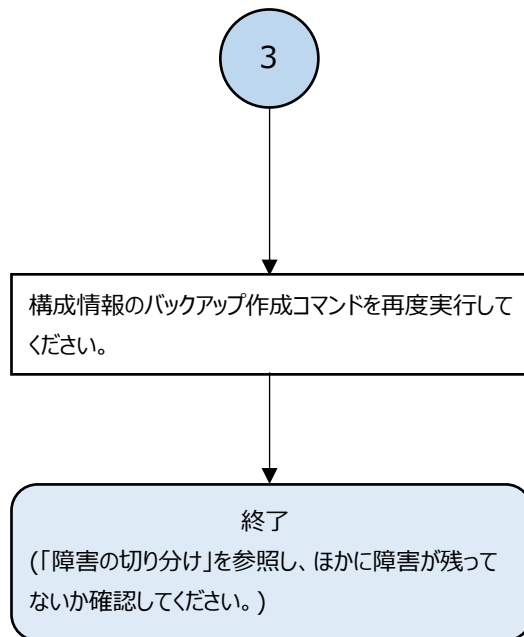 3
構成情報のバックアップ作成コマンドを再度実行して
ください。
終了
(「障害の切り分け」を参照し、ほかに障害が残って
ないか確認してください。)